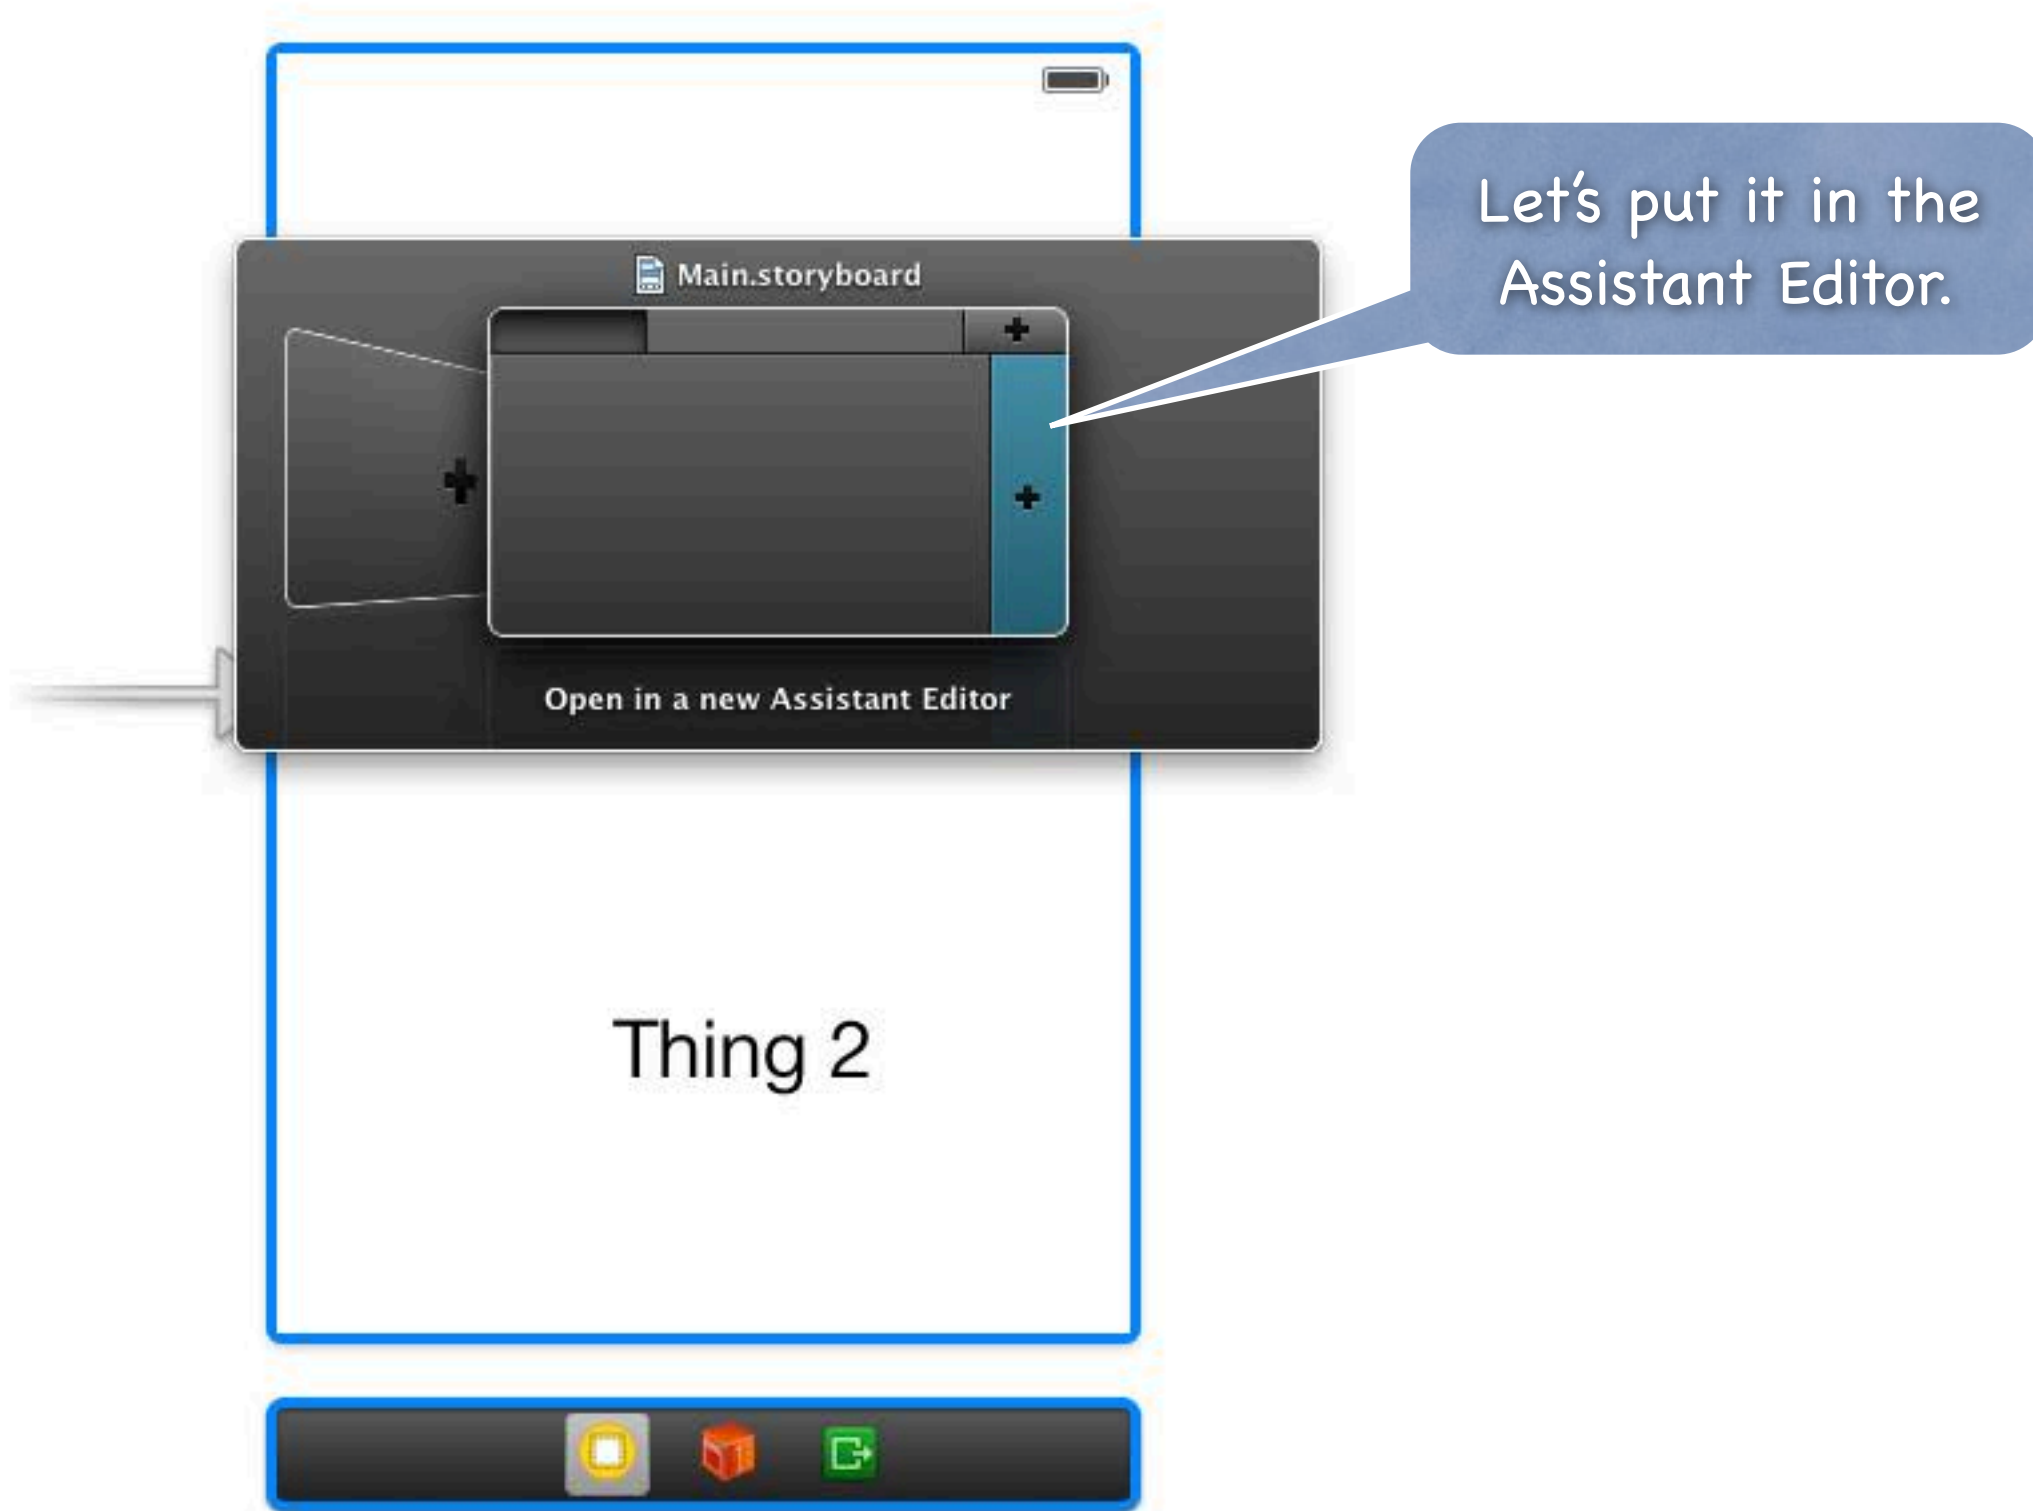 Let's put it in the
Assistant Editor.
Main.storyboard
Open in a new Assistant Editor
Thing 2